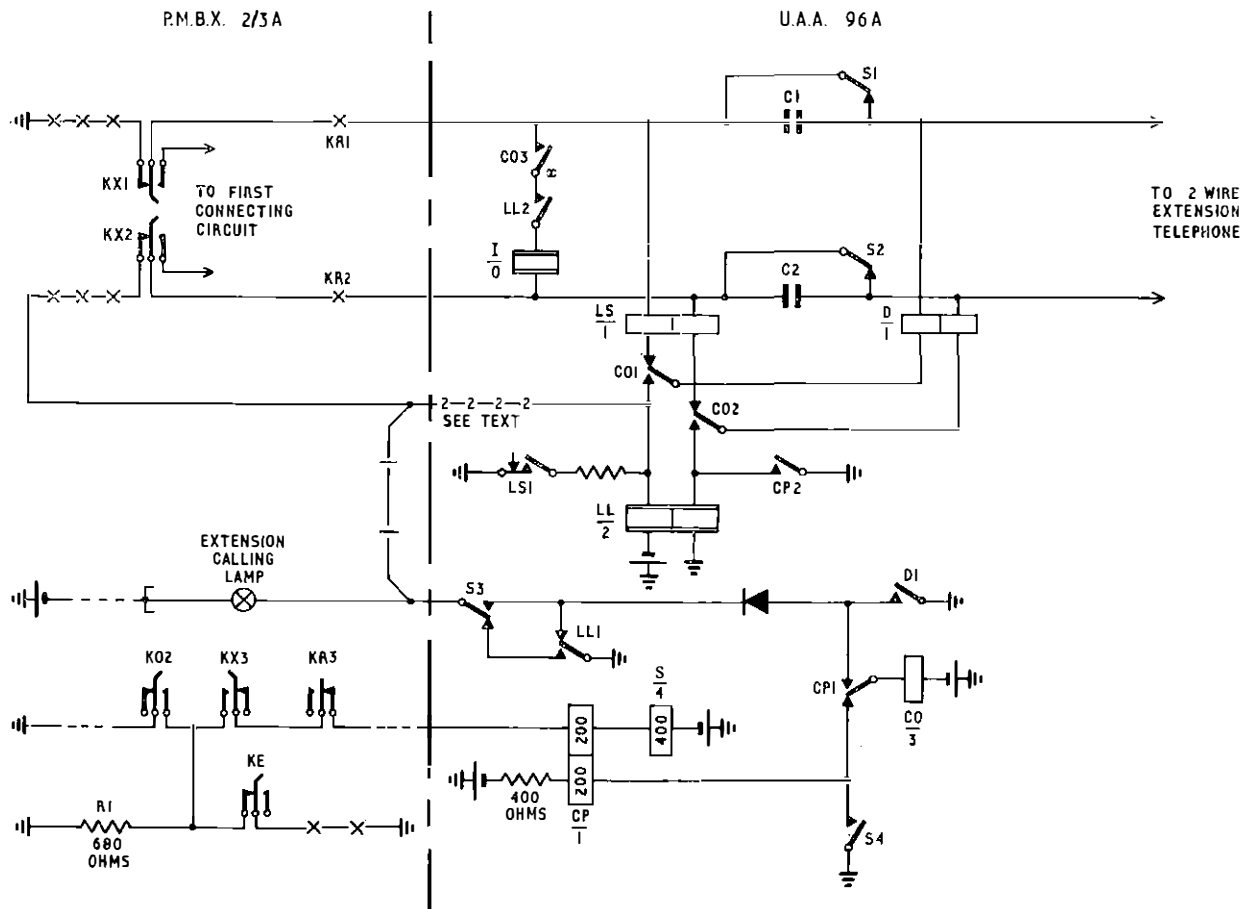 P.M.B.X. 2/3A
U.A.A. 96A
S1
C1
KR1
CO3
x
KX1
TO FIRST
CONNECTING
CIRCUIT
LL2
TO 2 WIRE
EXTENSION
TELEPHONE
KX2
I
O
S2
KR2
C2
LS
1
I
D
1
CO1
2-2-2-2
SEE TEXT
CO2
LS1
CP2
LL
2
EXTENSION
CALLING
LAMP
S3
D1
LL1
KO2
KX3
KR3
S
4
CP1
200
400
CO
3
KE
200
R1
680
OHMS
400
OHMS
CP
1
S4